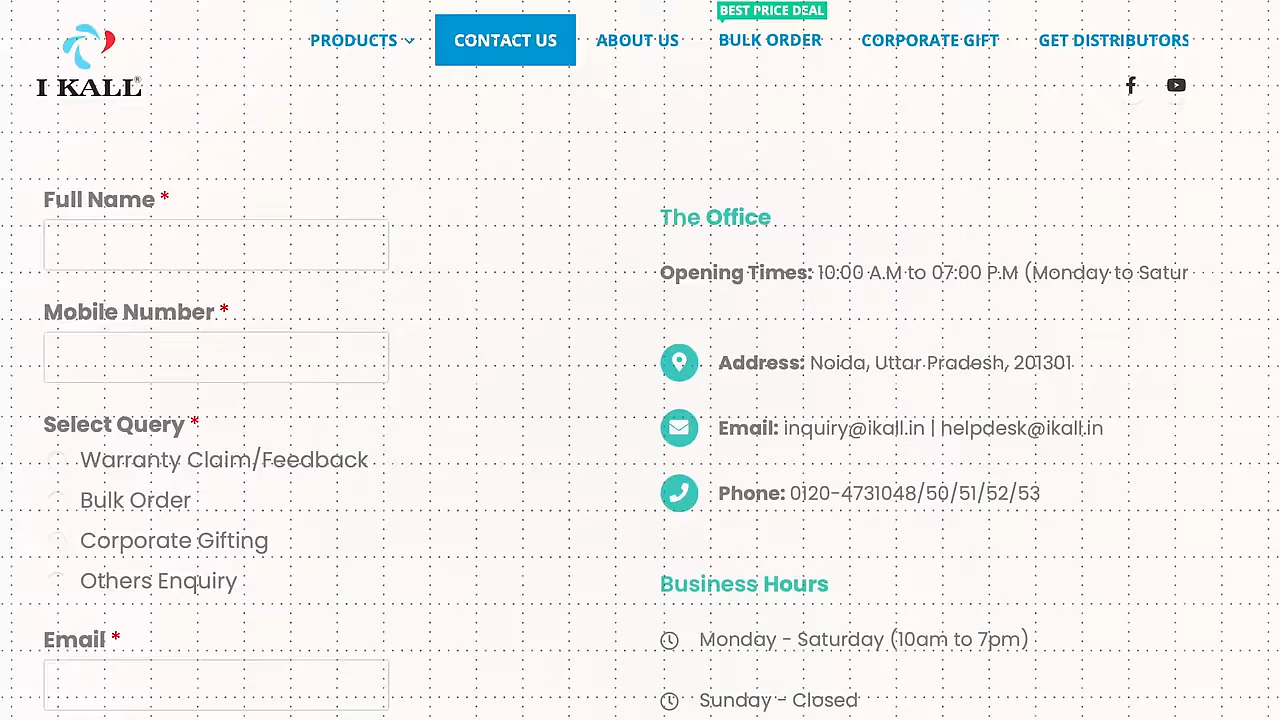 BEST PRICE DEAL
PRODUCTS CONTACT US ABOUT US BULK ORDER CORPORATE GIFT GET DISTRIBUTORS
I KALL®
Full Name *
The Office
Opening Times: 10:00 A.M to 07:00 P.M (Monday to Satur
Mobile Number *
Address: Noida, Uttar Pradesh, 201301
Select Query *
Email: inquiry@ikall.in | helpdesk@ikall.in
Warranty Claim/Feedback
Bulk Order
Phone: 0120-4731048/50/51/52/53
Corporate Gifting
Others Enquiry
Business Hours
Email *
Monday - Saturday (10am to 7pm)
Sunday - Closed